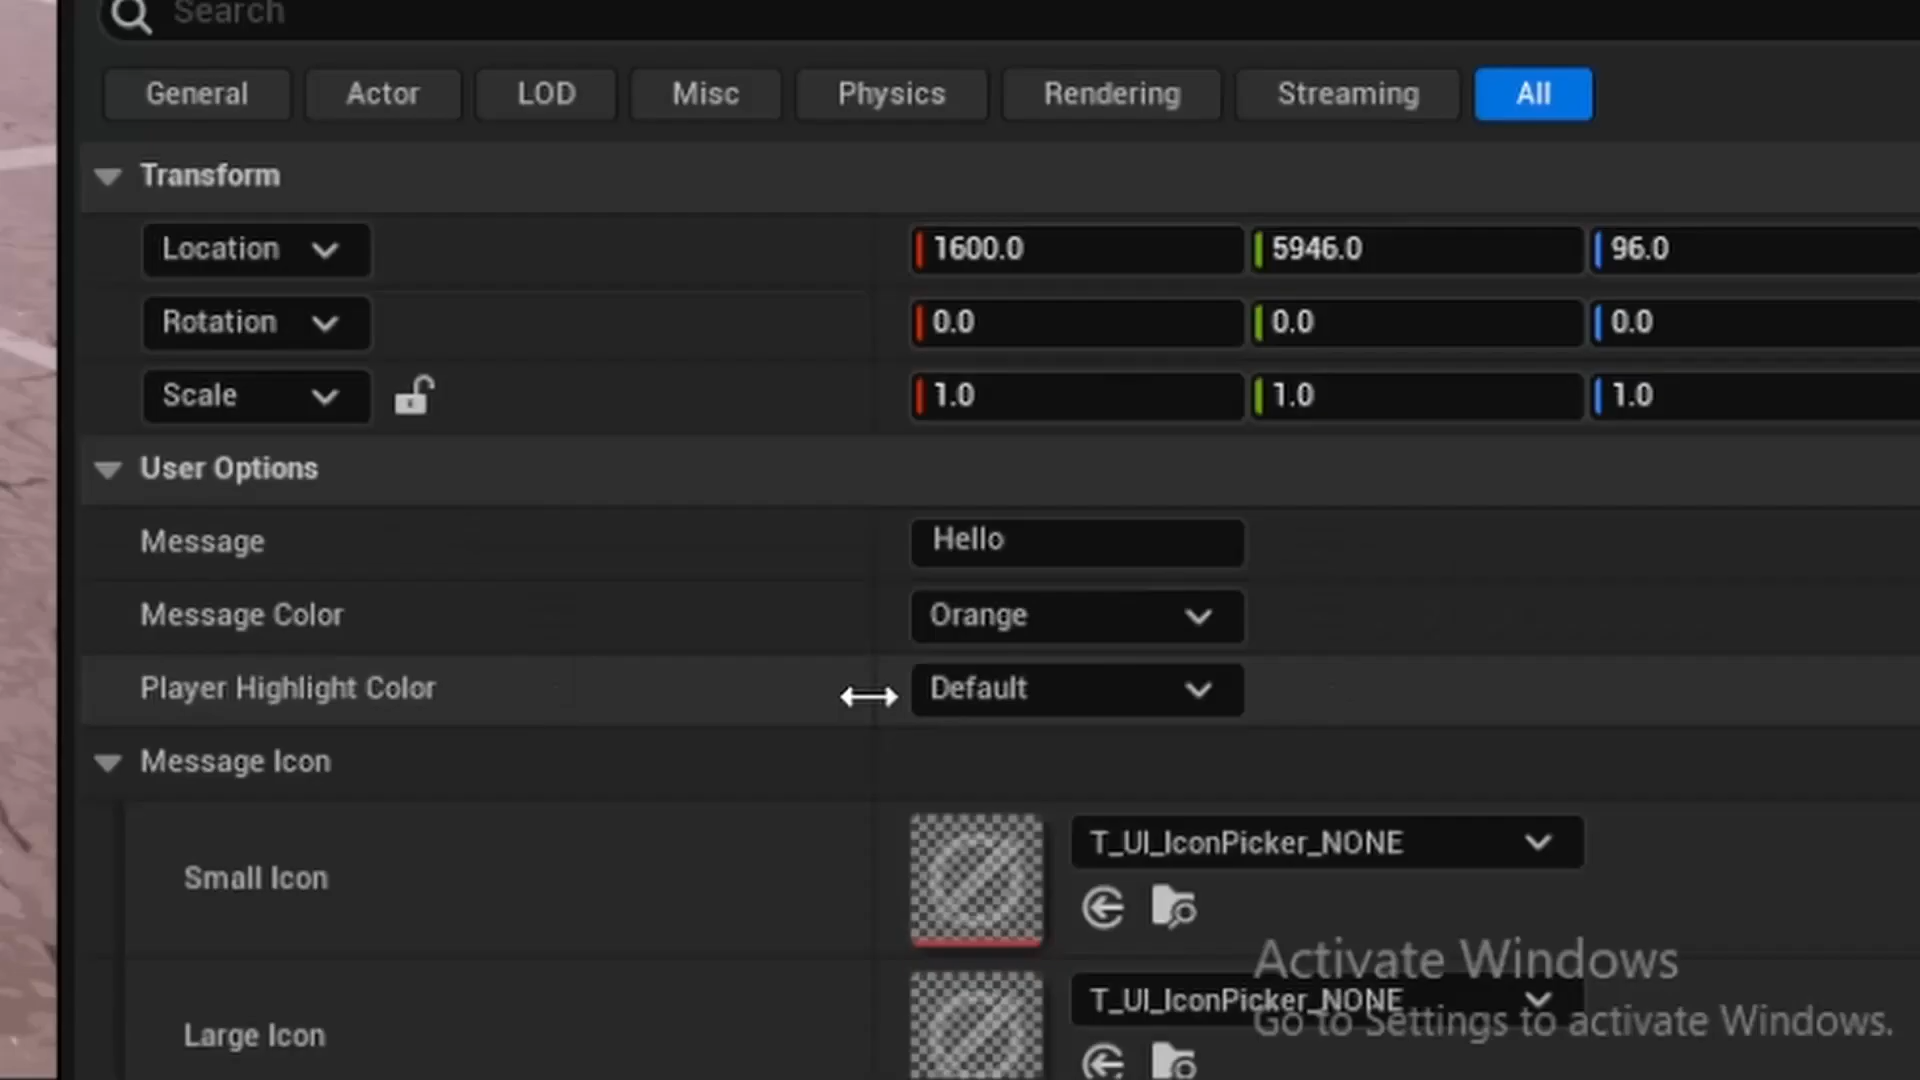 Search
General Actor LOD Misc Physics Rendering Streaming All
Transform
Location 1600.0 5946.0 96.0
Rotation 0.0 0.0 0.0
Scale 1.0 1.0 1.0
User Options
Message Hello
Message Color Orange
Player Highlight Color Default
Message Icon
Small Icon T_UI_IconPicker_NONE
Large Icon T_UI_IconPicker_NONE
Activate Windows
Go to Settings to activate Windows.